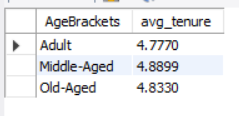 AgeBrackets avg_tenure
Adult 4.7770
Middle-Aged 4.8899
Old-Aged 4.8330